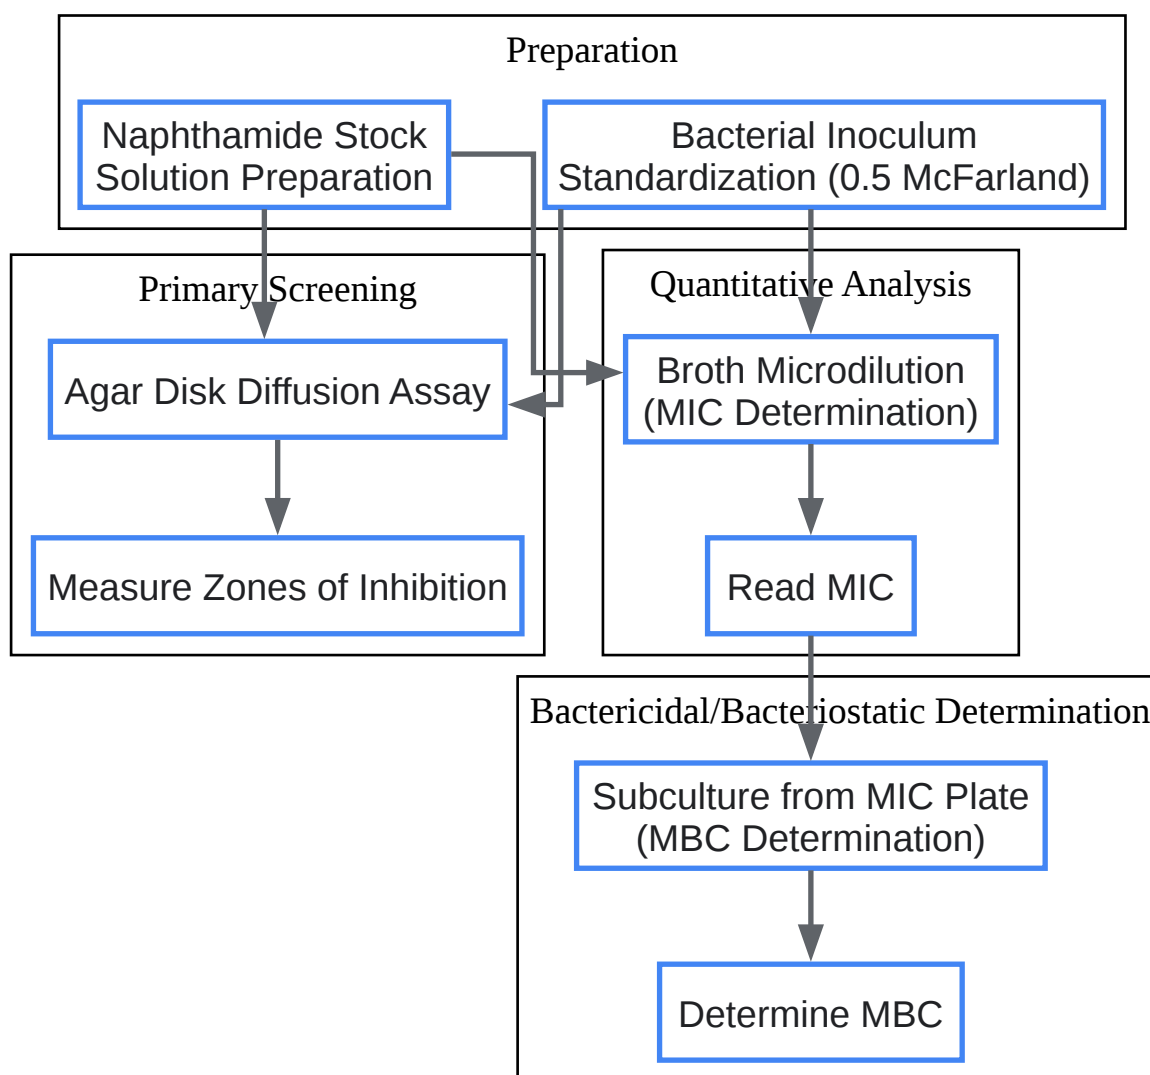 Preparation
Naphthamide Stock
Solution Preparation
Bacterial Inoculum
Standardization (0.5 McFarland)
Primary Screening
Agar Disk Diffusion Assay
Measure Zones of Inhibition
Quantitative Analysis
Broth Microdilution
(MIC Determination)
Read MIC
Bactericidal/Bacteriostatic Determination
Subculture from MIC Plate
(MBC Determination)
Determine MBC